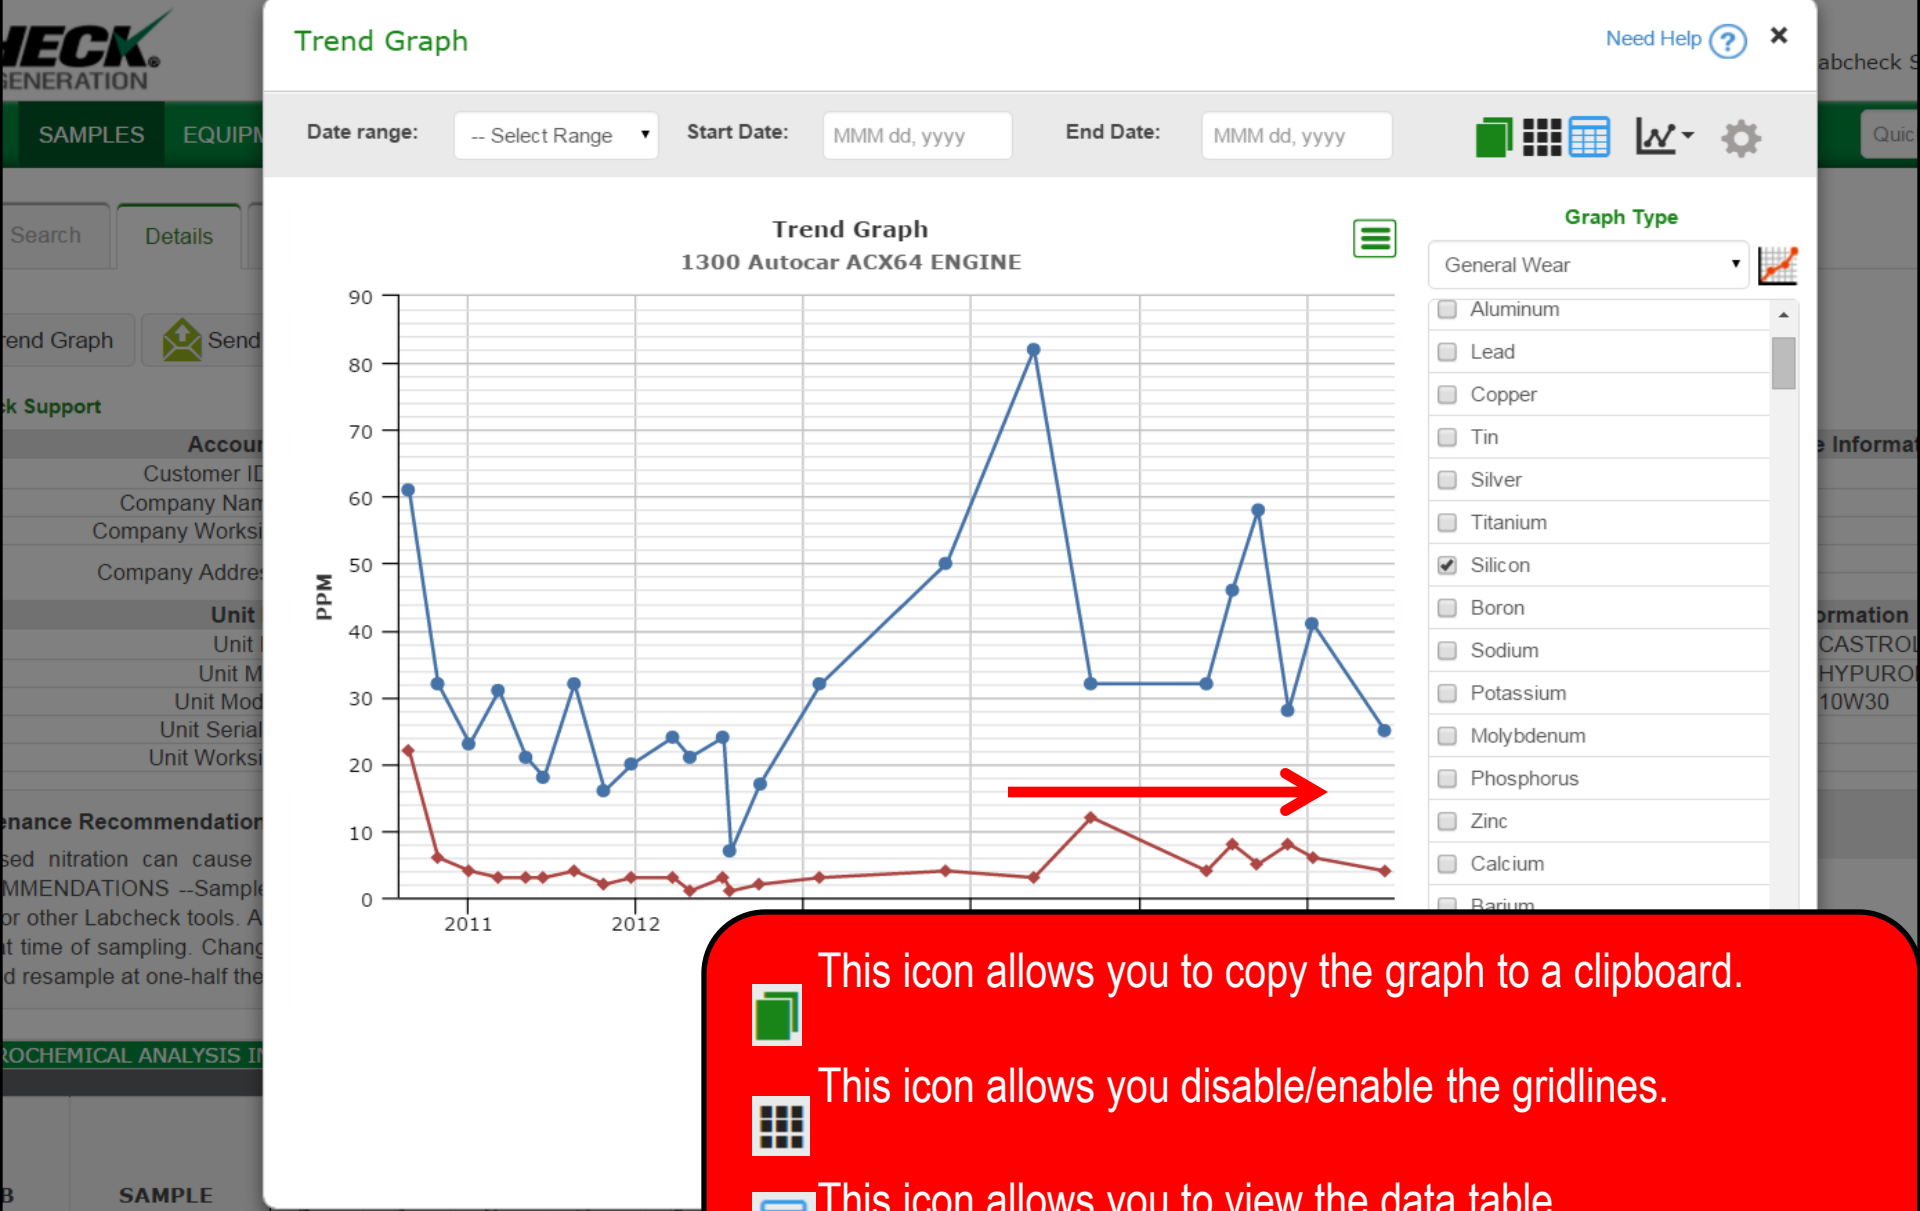 HECK
GENERATION
Trend Graph
Need Help ?
abcheck S
SAMPLES
EQUIPM
Date range:
-- Select Range
Start Date:
MMM dd, yyyy
End Date:
MMM dd, yyyy
Quic
Search
Details
Trend Graph
1300 Autocar ACX64 ENGINE
Graph Type
General Wear
rend Graph
Send
ck Support
Accoun
Customer ID
Company Nam
Company Worksi
Company Addres
Unit
Unit
Unit M
Unit Mod
Unit Serial
Unit Worksi
enance Recommendation
sed nitration can cause
MMENDATIONS --Sample
or other Labcheck tools. A
t time of sampling. Chang
d resample at one-half the
ROCHEMICAL ANALYSIS IN
B
SAMPLE
PPM
90
80
70
60
50
40
30
20
10
0
2011
2012
Aluminum
Lead
Copper
Tin
Silver
Titanium
Silicon
Boron
Sodium
Potassium
Molybdenum
Phosphorus
Zinc
Calcium
Barium
e Informat
ormation
CASTROL
HYPURON
10W30
This icon allows you to copy the graph to a clipboard.
This icon allows you disable/enable the gridlines.
This icon allows you to view the data table